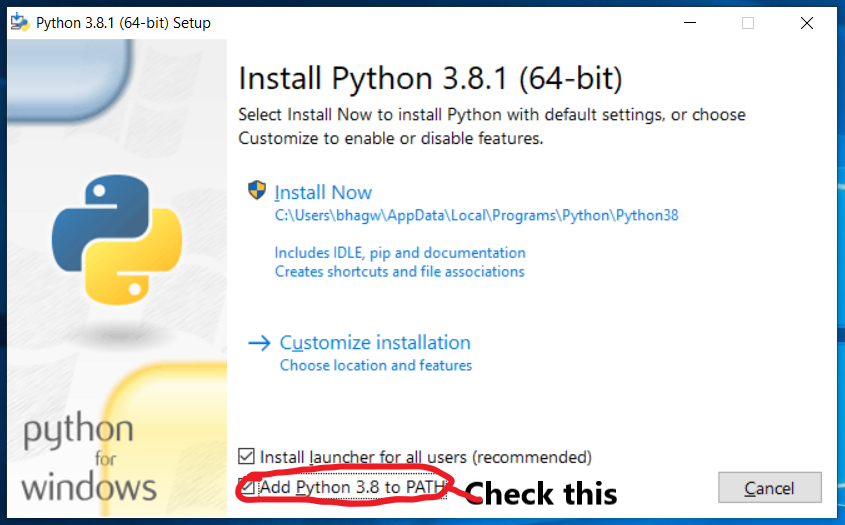 Python 3.8.1 (64-bit) Setup
Install Python 3.8.1 (64-bit)
Select Install Now to install Python with default settings, or choose
Customize to enable or disable features.
Install Now
C:\Users\bhagw\AppData\Local\Programs\Python\Python38
Includes IDLE, pip and documentation
Creates shortcuts and file associations
Customize installation
Choose location and features
python
for
windows
Install launcher for all users (recommended)
Add Python 3.8 to PATH
Check this
Cancel